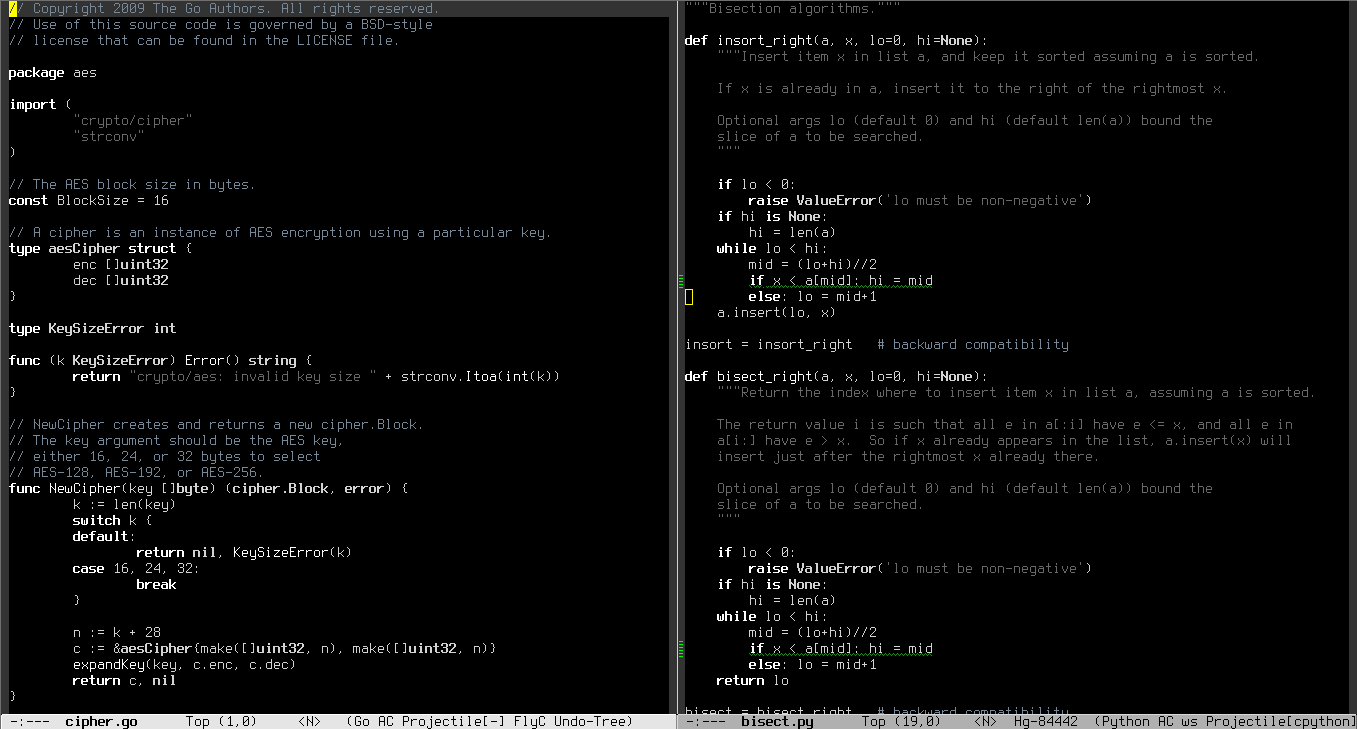 // Copyright 2009 The Go Authors. All rights reserved.
// Use of this source code is governed by a BSD-style
// license that can be found in the LICENSE file.

package aes

import (
        "crypto/cipher"
        "strconv"
)

// The AES block size in bytes.
const BlockSize = 16

// A cipher is an instance of AES encryption using a particular key.
type aesCipher struct {
        enc []uint32
        dec []uint32
}

type KeySizeError int

func (k KeySizeError) Error() string {
        return "crypto/aes: invalid key size " + strconv.Itoa(int(k))
}

// NewCipher creates and returns a new cipher.Block.
// The key argument should be the AES key,
// either 16, 24, or 32 bytes to select
// AES-128, AES-192, or AES-256.
func NewCipher(key []byte) (cipher.Block, error) {
        k := len(key)
        switch k {
        default:
                return nil, KeySizeError(k)
        case 16, 24, 32:
                break
        }

        n := k + 28
        c := &aesCipher{make([]uint32, n), make([]uint32, n)}
        expandKey(key, c.enc, c.dec)
        return c, nil
}
-:---  cipher.go      Top (1,0)     <N>   (Go AC Projectile[-] FlyC Undo-Tree)
"""Bisection algorithms."""

def insort_right(a, x, lo=0, hi=None):
    """Insert item x in list a, and keep it sorted assuming a is sorted.

    If x is already in a, insert it to the right of the rightmost x.

    Optional args lo (default 0) and hi (default len(a)) bound the
    slice of a to be searched.
    """

    if lo < 0:
        raise ValueError('lo must be non-negative')
    if hi is None:
        hi = len(a)
    while lo < hi:
        mid = (lo+hi)//2
        if x < a[mid]: hi = mid
        else: lo = mid+1
    a.insert(lo, x)

insort = insort_right   # backward compatibility

def bisect_right(a, x, lo=0, hi=None):
    """Return the index where to insert item x in list a, assuming a is sorted.

    The return value i is such that all e in a[:i] have e <= x, and all e in
    a[i:] have e > x.  So if x already appears in the list, a.insert(x) will
    insert just after the rightmost x already there.

    Optional args lo (default 0) and hi (default len(a)) bound the
    slice of a to be searched.
    """

    if lo < 0:
        raise ValueError('lo must be non-negative')
    if hi is None:
        hi = len(a)
    while lo < hi:
        mid = (lo+hi)//2
        if x < a[mid]: hi = mid
        else: lo = mid+1
    return lo

bisect = bisect_right   # backward compatibility
-:---  bisect.py      Top (19,0)    <N>  Hg-84442  (Python AC ws Projectile[cpython]